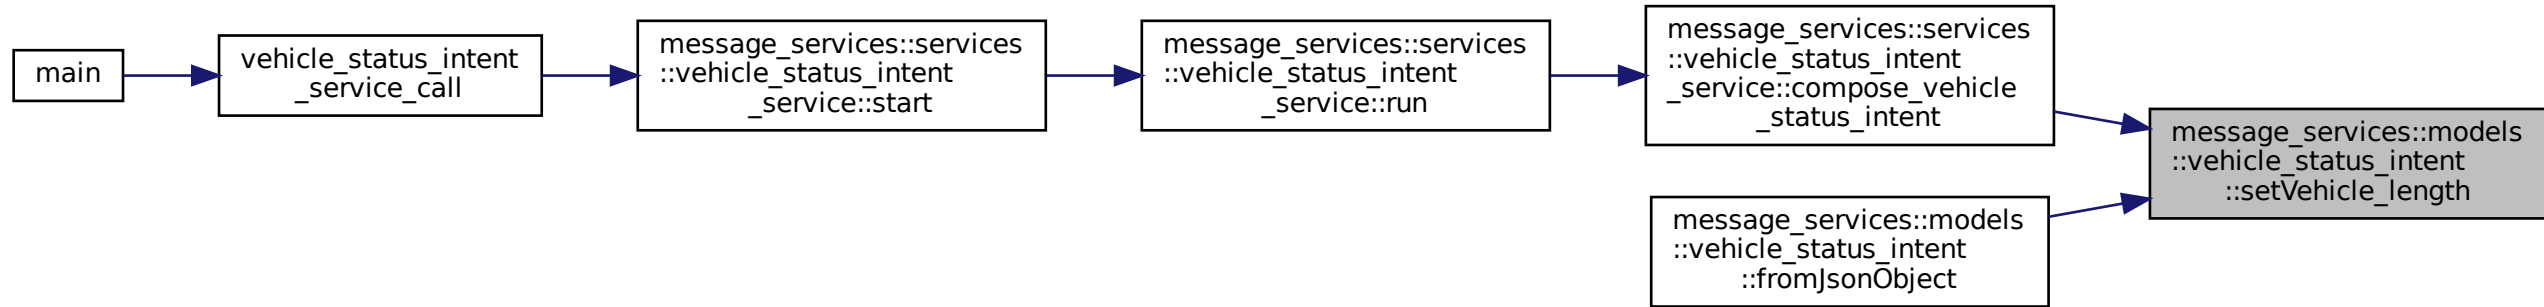 main
vehicle_status_intent
_service_call
message_services::services
::vehicle_status_intent
_service::start
message_services::services
::vehicle_status_intent
_service::run
message_services::services
::vehicle_status_intent
_service::compose_vehicle
_status_intent
message_services::models
::vehicle_status_intent
::setVehicle_length
message_services::models
::vehicle_status_intent
::fromJsonObject